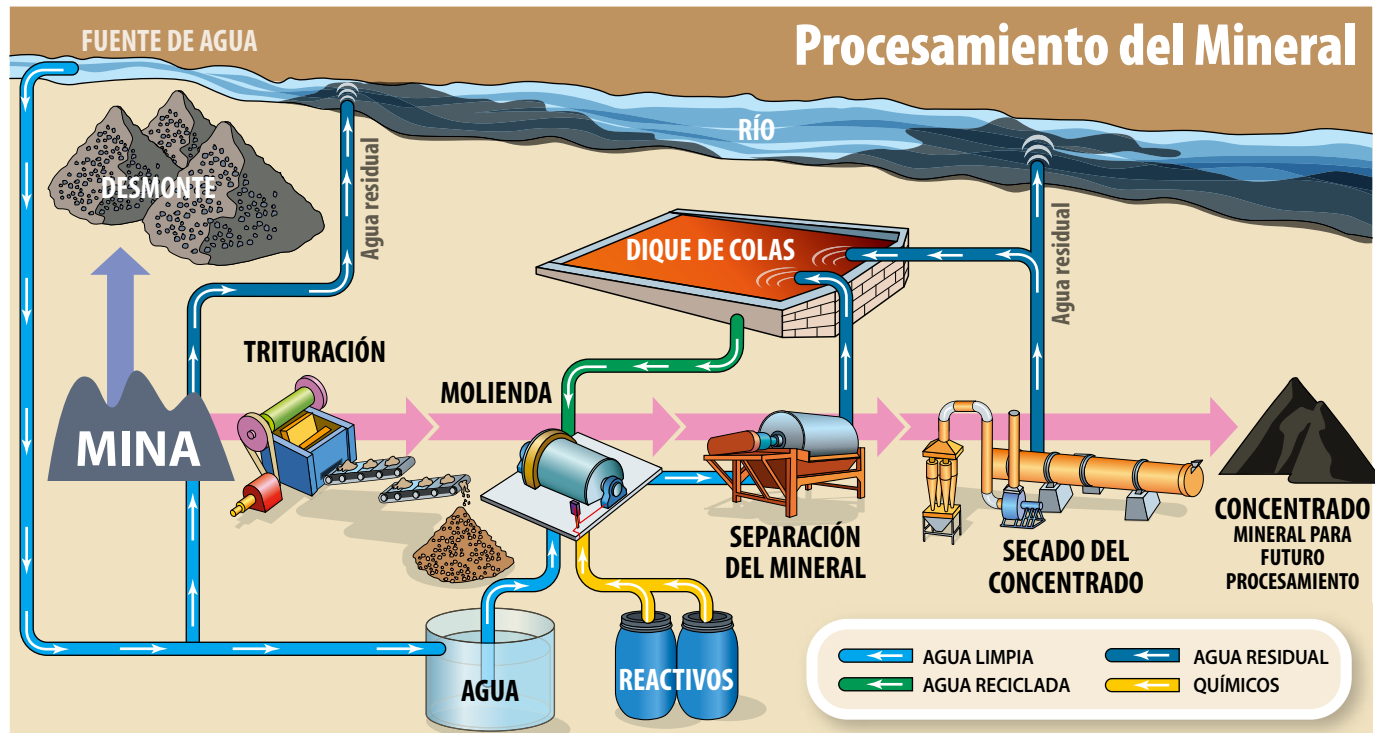 FUENTE DE AGUA
Procesamiento del Mineral
RÍO
DESMONTE
Agua residual
DIQUE DE COLAS
Agua residual
TRITURACIÓN
MOLIENDA
MINA
SEPARACIÓN
DEL MINERAL
SECADO DEL
CONCENTRADO
CONCENTRADO
MINERAL PARA
FUTURO
PROCESAMIENTO
AGUA
REACTIVOS
AGUA LIMPIA
AGUA RESIDUAL
AGUA RECICLADA
QUÍMICOS